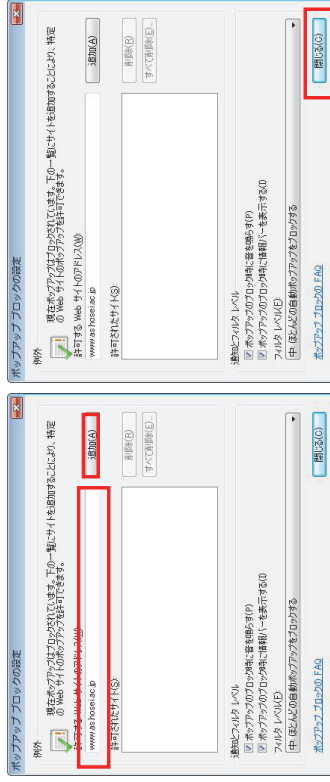 ポップアップ ブロックの設定
例外
現在ポップアップはブロックされています。下の一覧にサイトを追加することにより、特定
の Web サイトのポップアップを許可できます。
許可する Web サイトのアドレス(W):
www.as.hosei.ac.jp
追加(A)
許可されたサイト(S):
削除(R)
すべて削除(E)...
通知とフィルタ レベル
ポップアップのブロック時に音を鳴らす(P)
ポップアップのブロック時に情報バーを表示する(I)
フィルタ レベル(F):
中: ほとんどの自動ポップアップをブロックする
ポップアップ ブロックの FAQ
閉じる(C)
ポップアップ ブロックの設定
例外
現在ポップアップはブロックされています。下の一覧にサイトを追加することにより、特定
の Web サイトのポップアップを許可できます。
許可する Web サイトのアドレス(W):
www.as.hosei.ac.jp
追加(A)
許可されたサイト(S):
削除(R)
すべて削除(E)...
通知とフィルタ レベル
ポップアップのブロック時に音を鳴らす(P)
ポップアップのブロック時に情報バーを表示する(I)
フィルタ レベル(F):
中: ほとんどの自動ポップアップをブロックする
ポップアップ ブロックの FAQ
閉じる(C)